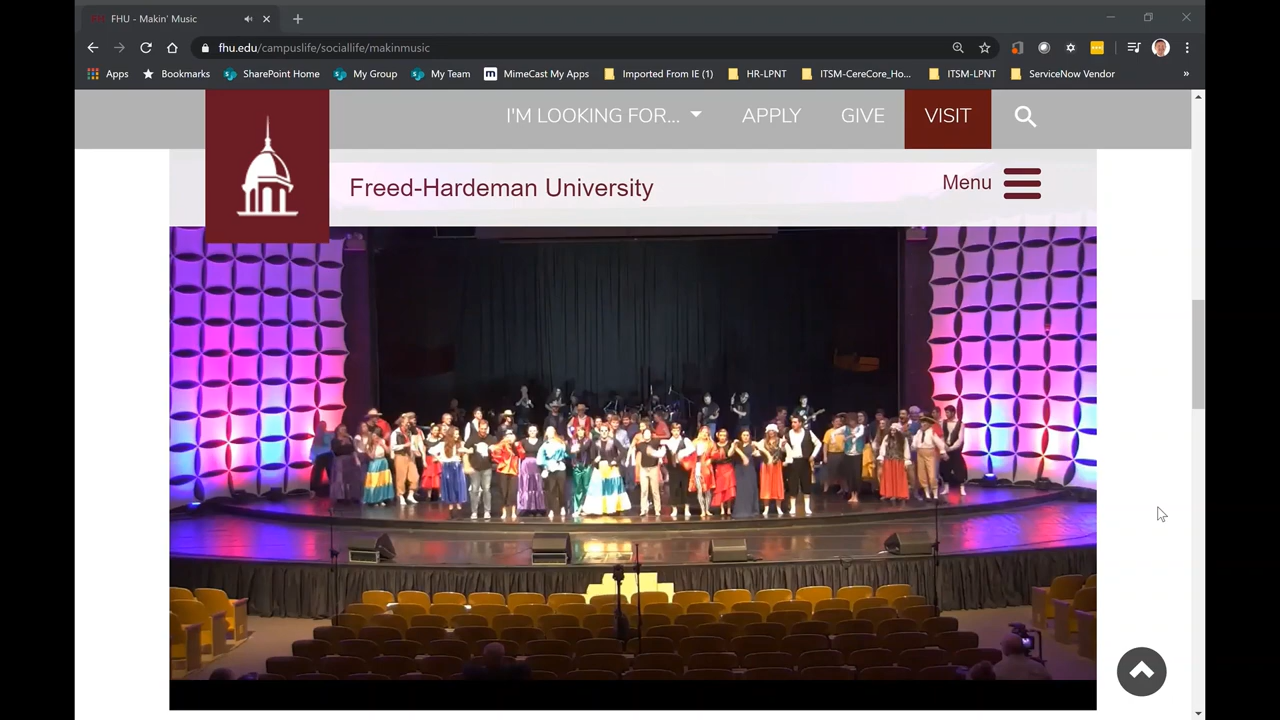 FHU - Makin' Music
fhu.edu/campuslife/sociallife/makinmusic
Apps Bookmarks SharePoint Home My Group My Team m MimeCast My Apps Imported From IE (1) HR-LPNT ITSM-CereCore_Ho... ITSM-LPNT ServiceNow Vendor »
I'M LOOKING FOR... APPLY GIVE VISIT
Freed-Hardeman University Menu